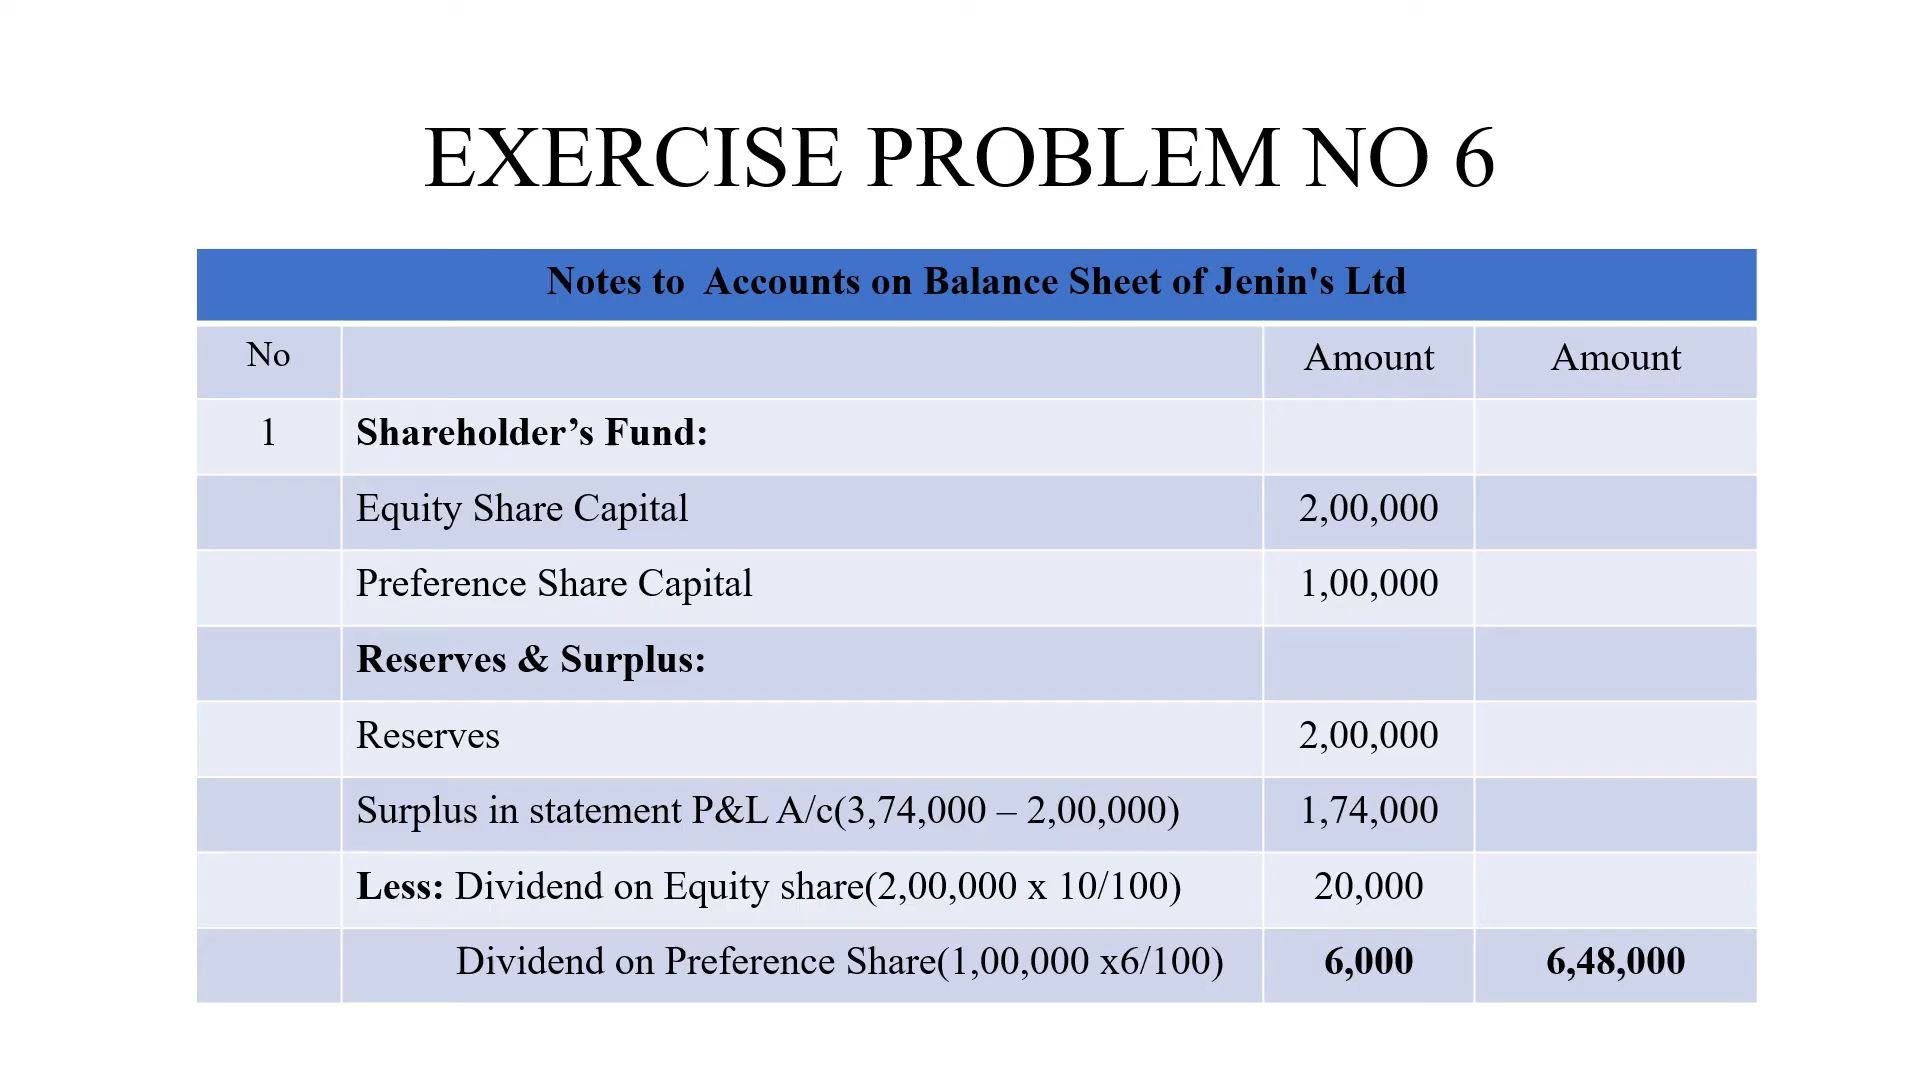 EXERCISE PROBLEM NO 6
Notes to Accounts on Balance Sheet of Jenin's Ltd
No Amount Amount
1 Shareholder’s Fund:
Equity Share Capital 2,00,000
Preference Share Capital 1,00,000
Reserves & Surplus:
Reserves 2,00,000
Surplus in statement P&L A/c(3,74,000 – 2,00,000) 1,74,000
Less: Dividend on Equity share(2,00,000 x 10/100) 20,000
Dividend on Preference Share(1,00,000 x6/100) 6,000 6,48,000